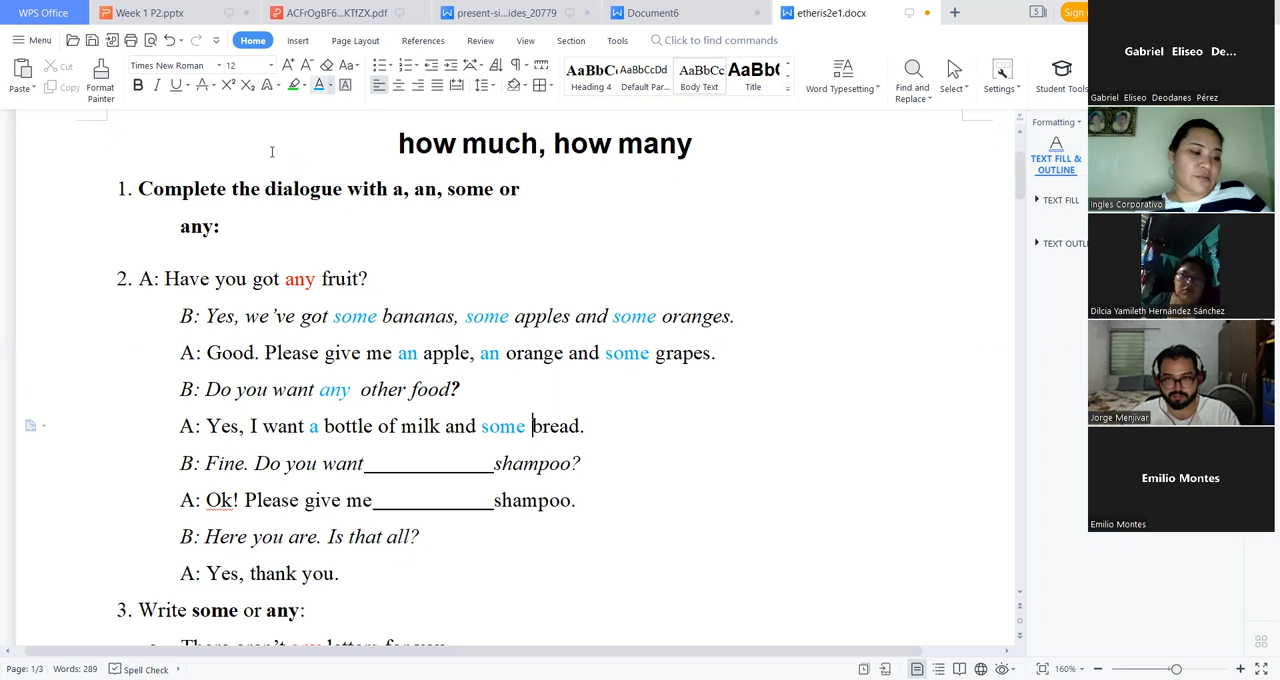 WPS Office
Week 1 P2.pptx
ACFrOgBF6...KTfZX.pdf
present-si...ides_20779
Document6
etheris2e1.docx
Sign
Menu
Home
Insert
Page Layout
References
Review
View
Section
Tools
Click to find commands
Paste
Cut
Copy
Format
Painter
Times New Roman
12
AaBbC
Heading 4
AaBbCcDd
Default Par...
AaBbCc
Body Text
AaBb(
Title
Word Typesetting
Find and
Replace
Select
Settings
Student Tools
how much, how many
1. Complete the dialogue with a, an, some or
any:
2. A: Have you got any fruit?
B: Yes, we've got some bananas, some apples and some oranges.
A: Good. Please give me an apple, an orange and some grapes.
B: Do you want any other food?
A: Yes, I want a bottle of milk and some bread.
B: Fine. Do you want_____________shampoo?
A: Ok! Please give me____________shampoo.
B: Here you are. Is that all?
A: Yes, thank you.
3. Write some or any:
Formatting
TEXT FILL &
OUTLINE
TEXT FILL
TEXT OUTL
Gabriel Eliseo De...
Gabriel Eliseo Deodanes Pérez
Ingles Corporativo
Dilcia Yamileth Hernández Sánchez
Jorge Menjivar
Emilio Montes
Emilio Montes
Page: 1/3
Words: 289
Spell Check
160%